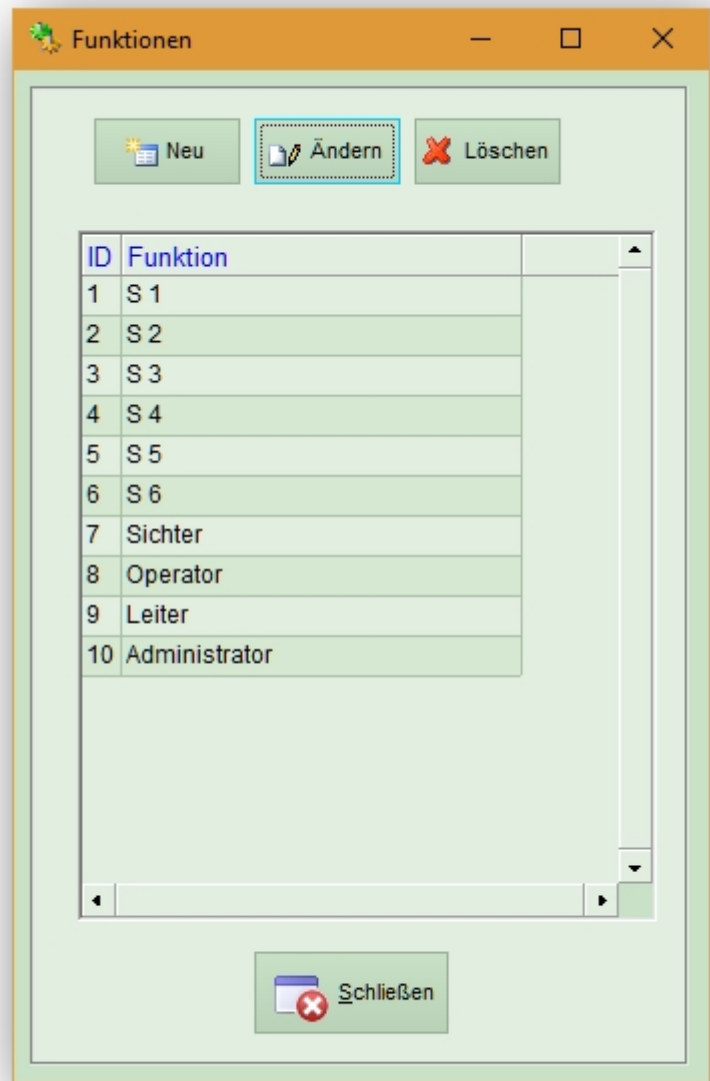 Funktionen
Neu Ändern Löschen
ID Funktion
1 S 1
2 S 2
3 S 3
4 S 4
5 S 5
6 S 6
7 Sichter
8 Operator
9 Leiter
10 Administrator
Schließen